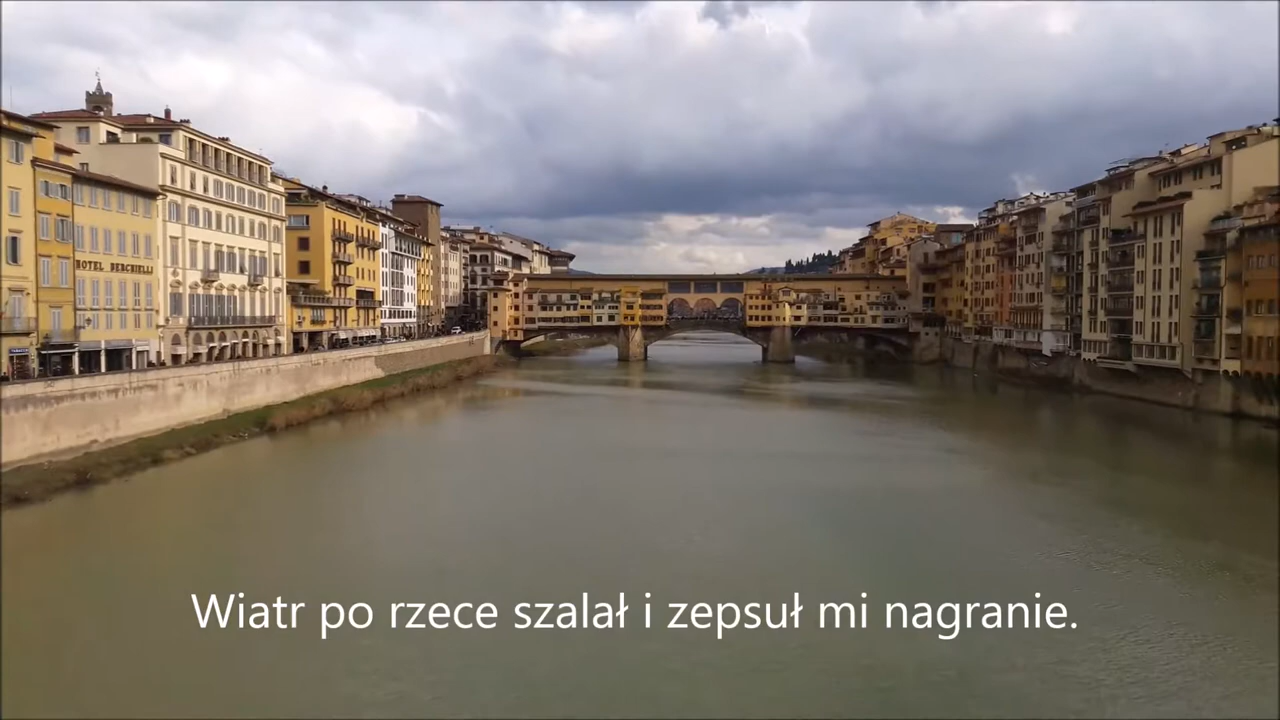 HOTEL BERCHIELLI
Wiatr po rzece szalał i zepsuł mi nagranie.